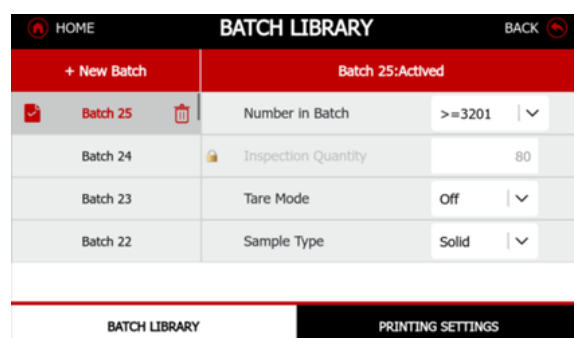 HOME BATCH LIBRARY BACK
+ New Batch Batch 25:Actived
Batch 25 Number in Batch >=3201
Batch 24 Inspection Quantity 80
Batch 23 Tare Mode Off
Batch 22 Sample Type Solid
BATCH LIBRARY PRINTING SETTINGS